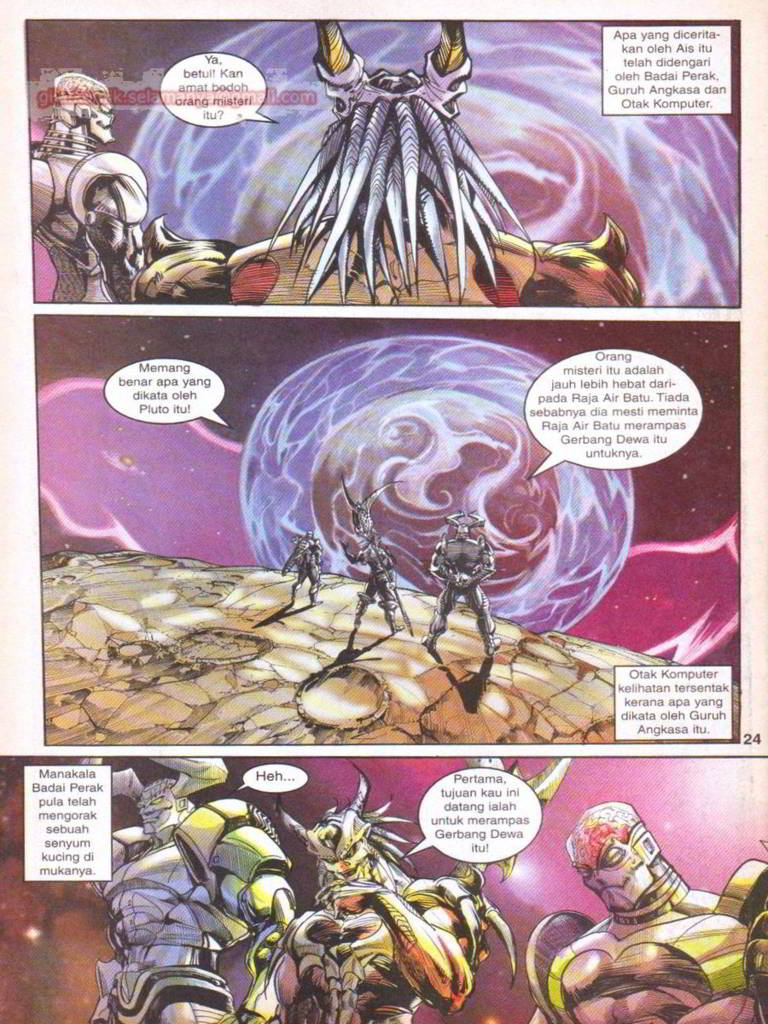 Ya,
betul! Kan
amat bodoh
orang misteri
itu?
Apa yang dicerita-
kan oleh Ais itu
telah didengari
oleh Badai Perak,
Guruh Angkasa dan
Otak Komputer.
Memang
benar apa yang
dikata oleh
Pluto itu!
Orang
misteri itu adalah
jauh lebih hebat dari-
pada Raja Air Batu. Tiada
sebabnya dia mesti meminta
Raja Air Batu merampas
Gerbang Dewa itu
untuknya.
Otak Komputer
kelihatan tersentak
kerana apa yang
dikata oleh Guruh
Angkasa itu.
24
Manakala
Badai Perak
pula telah
mengorak
sebuah
senyum
kucing di
mukanya.
Heh...
Pertama,
tujuan kau ini
datang ialah
untuk merampas
Gerbang Dewa
itu!